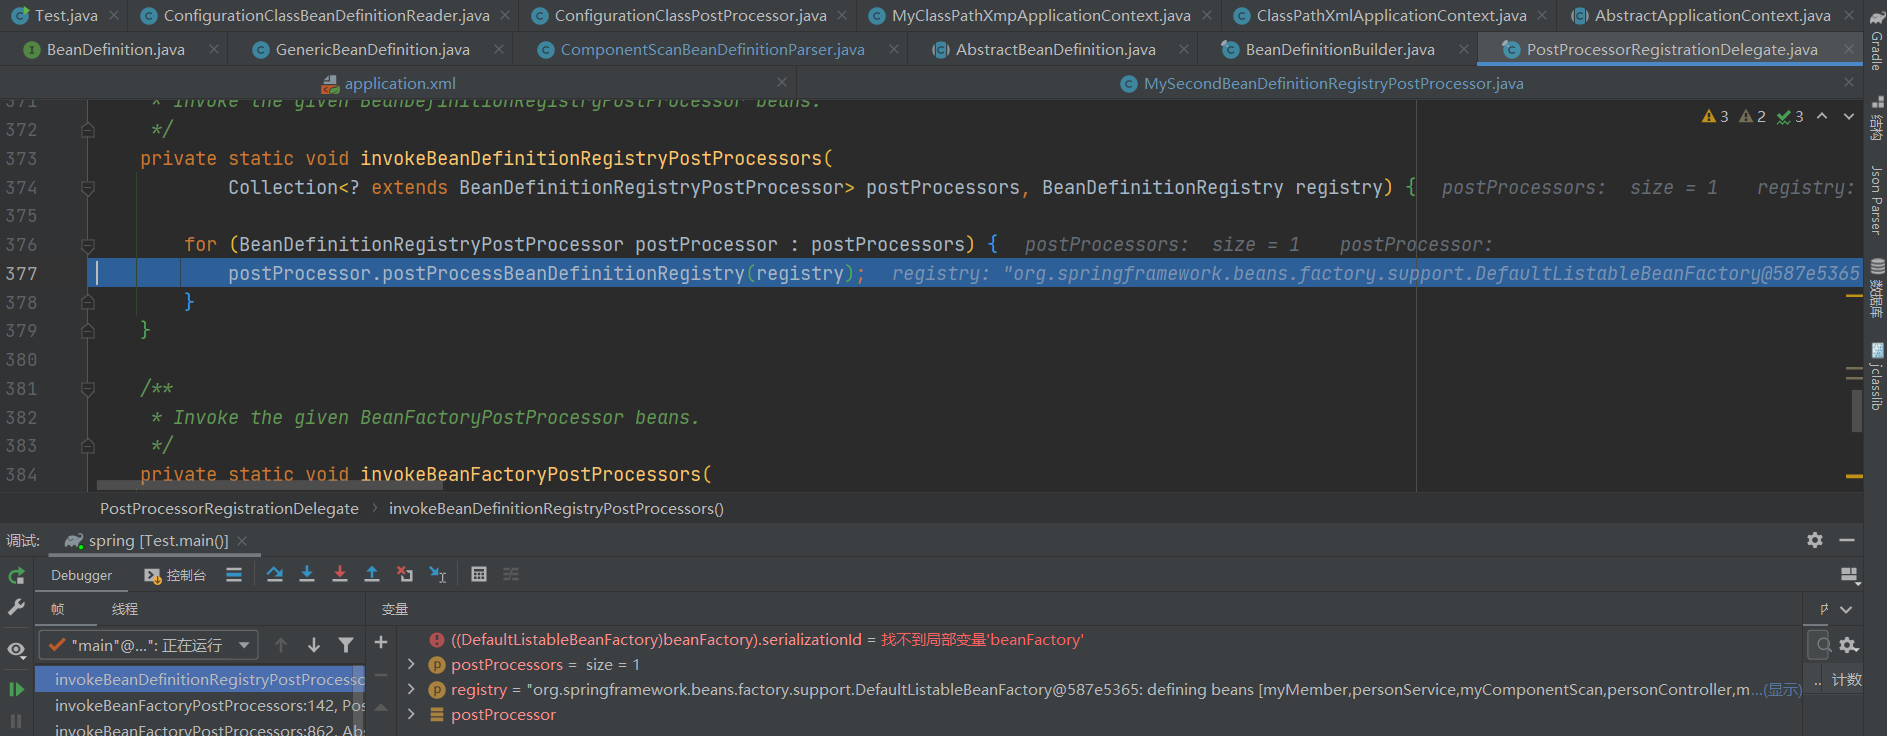 Test.java ConfigurationClassBeanDefinitionReader.java ConfigurationClassPostProcessor.java MyClassPathXmpApplicationContext.java ClassPathXmlApplicationContext.java AbstractApplicationContext.java
BeanDefinition.java GenericBeanDefinition.java ComponentScanBeanDefinitionParser.java AbstractBeanDefinition.java BeanDefinitionBuilder.java PostProcessorRegistrationDelegate.java
application.xml MySecondBeanDefinitionRegistryPostProcessor.java
371 * Invoke the given BeanDefinitionRegistryPostProcessor beans.
372 */
373 private static void invokeBeanDefinitionRegistryPostProcessors(
374 Collection<? extends BeanDefinitionRegistryPostProcessor> postProcessors, BeanDefinitionRegistry registry) { postProcessors: size = 1 registry:
375
376 for (BeanDefinitionRegistryPostProcessor postProcessor : postProcessors) { postProcessors: size = 1 postProcessor:
377 postProcessor.postProcessBeanDefinitionRegistry(registry); registry: "org.springframework.beans.factory.support.DefaultListableBeanFactory@587e5365
378 }
379 }
380
381 /**
382 * Invoke the given BeanFactoryPostProcessor beans.
383 */
384 private static void invokeBeanFactoryPostProcessors(
3 2 3
Gradle
结构
Json Parser
数据库
jclasslib
PostProcessorRegistrationDelegate › invokeBeanDefinitionRegistryPostProcessors()
调试: spring [Test.main()]
Debugger 控制台
帧 线程 变量
"main"@...": 正在运行
((DefaultListableBeanFactory)beanFactory).serializationId = 找不到局部变量'beanFactory'
postProcessors = size = 1
registry = "org.springframework.beans.factory.support.DefaultListableBeanFactory@587e5365: defining beans [myMember,personService,myComponentScan,personController,m...(显示)
postProcessor
invokeBeanDefinitionRegistryPostProcesso
invokeBeanFactoryPostProcessors:142, Pos
invokeBeanFactoryPostProcessors:862, Ab
.. 计数